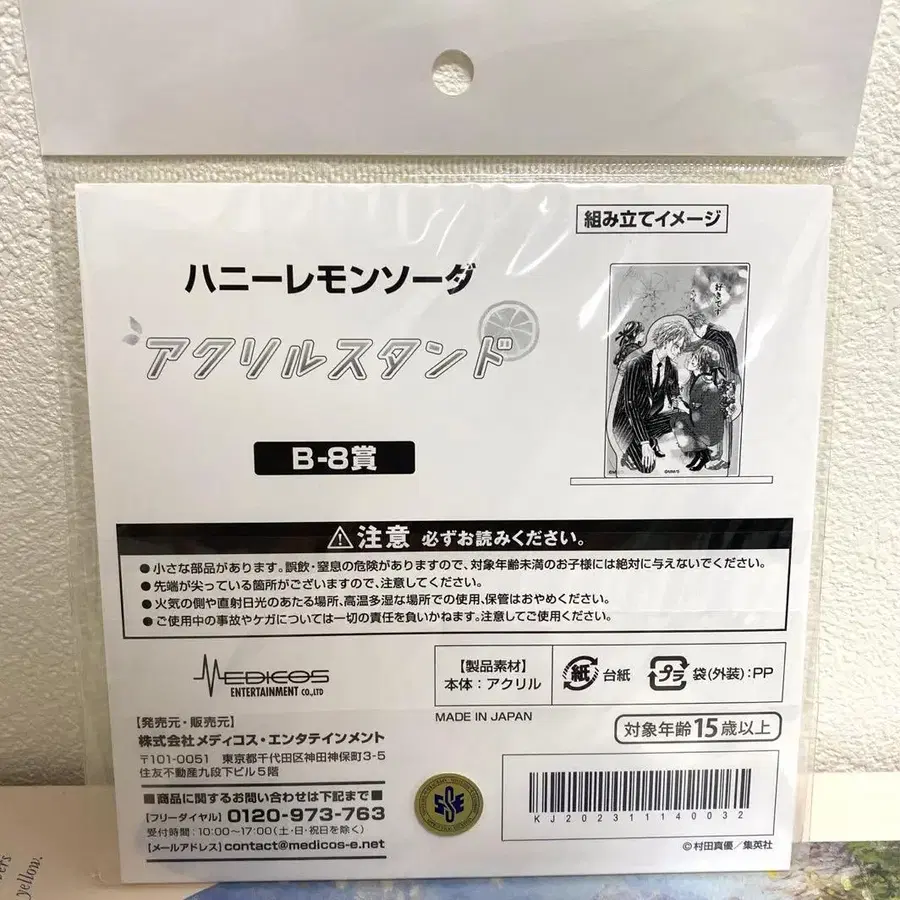 組み立てイメージ
ハニーレモンソーダ
アクリルスタンド
好きです
B-8賞
注意 必ずお読みください。
●小さな部品があります。誤飲・窒息の危険がありますので、対象年齢未満のお子様には絶対に与えないでください。
●先端が尖っている箇所がございますので、注意してください。
●火気の側や直射日光のあたる場所、高温多湿な場所での使用、保管はおやめください。
●ご使用中の事故やケガについては一切の責任を負いかねます。注意してご使用ください。
MEDICOS
ENTERTAINMENT CO.,LTD
【製品素材】
本体:アクリル
紙 台紙
プラ 袋(外装):PP
MADE IN JAPAN
対象年齢15歳以上
【発売元・販売元】
株式会社メディコス・エンタテインメント
〒101-0051 東京都千代田区神田神保町3-5
住友不動産九段下ビル5階
■商品に関するお問い合わせは下記まで■
【フリーダイヤル】0120-973-763
受付時間:10:00~17:00(土・日・祝日を除く)
【メールアドレス】contact@medicos-e.net
KJ202311140032
©村田真優/集英社
yellow.